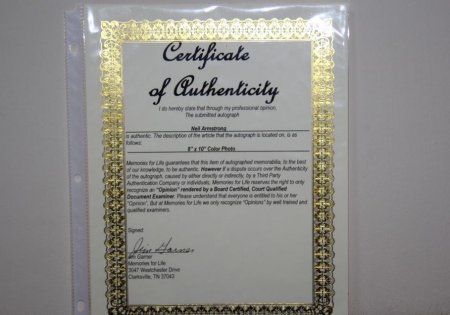 Certificate
of Authenticity
I do hereby state that through my professional opinion,
The submitted autograph
Neil Armstrong
is authentic. The description of the article that the autograph is located on, is as
follows:
8" x 10" Color Photo
Memories for Life guarantees that this item of autographed memorabilia, to the best
of our knowledge, to be authentic. However if a dispute occurs over the Authenticity
of the autograph, caused by either directly or indirectly, by a Third Party
Authentication Company or individuals, Memories for Life reserves the right to only
recognize an "Opinion" rendered by a Board Certified, Court Qualified
Document Examiner. Please understand that everyone is entitled to his or her
"Opinion". But at Memories for Life we only recognize "Opinions" by well trained and
qualified examiners.
Signed:
Jim Garner
Jim Garner
Memories for Life
3047 Westchester Drive
Clarksville, TN 37043